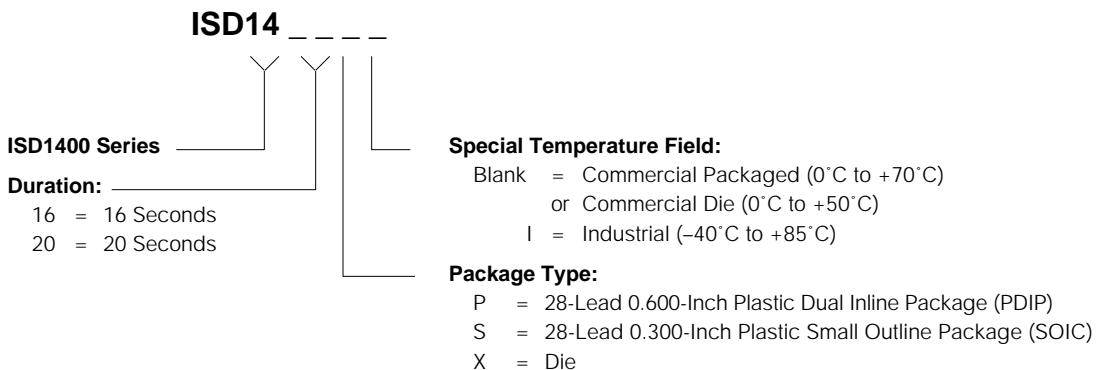 ISD14 _ _ _ _
ISD1400 Series
Duration:
16 = 16 Seconds
20 = 20 Seconds
Special Temperature Field:
Blank = Commercial Packaged (0˚C to +70˚C)
or Commercial Die (0˚C to +50˚C)
I = Industrial (–40˚C to +85˚C)
Package Type:
P = 28-Lead 0.600-Inch Plastic Dual Inline Package (PDIP)
S = 28-Lead 0.300-Inch Plastic Small Outline Package (SOIC)
X = Die